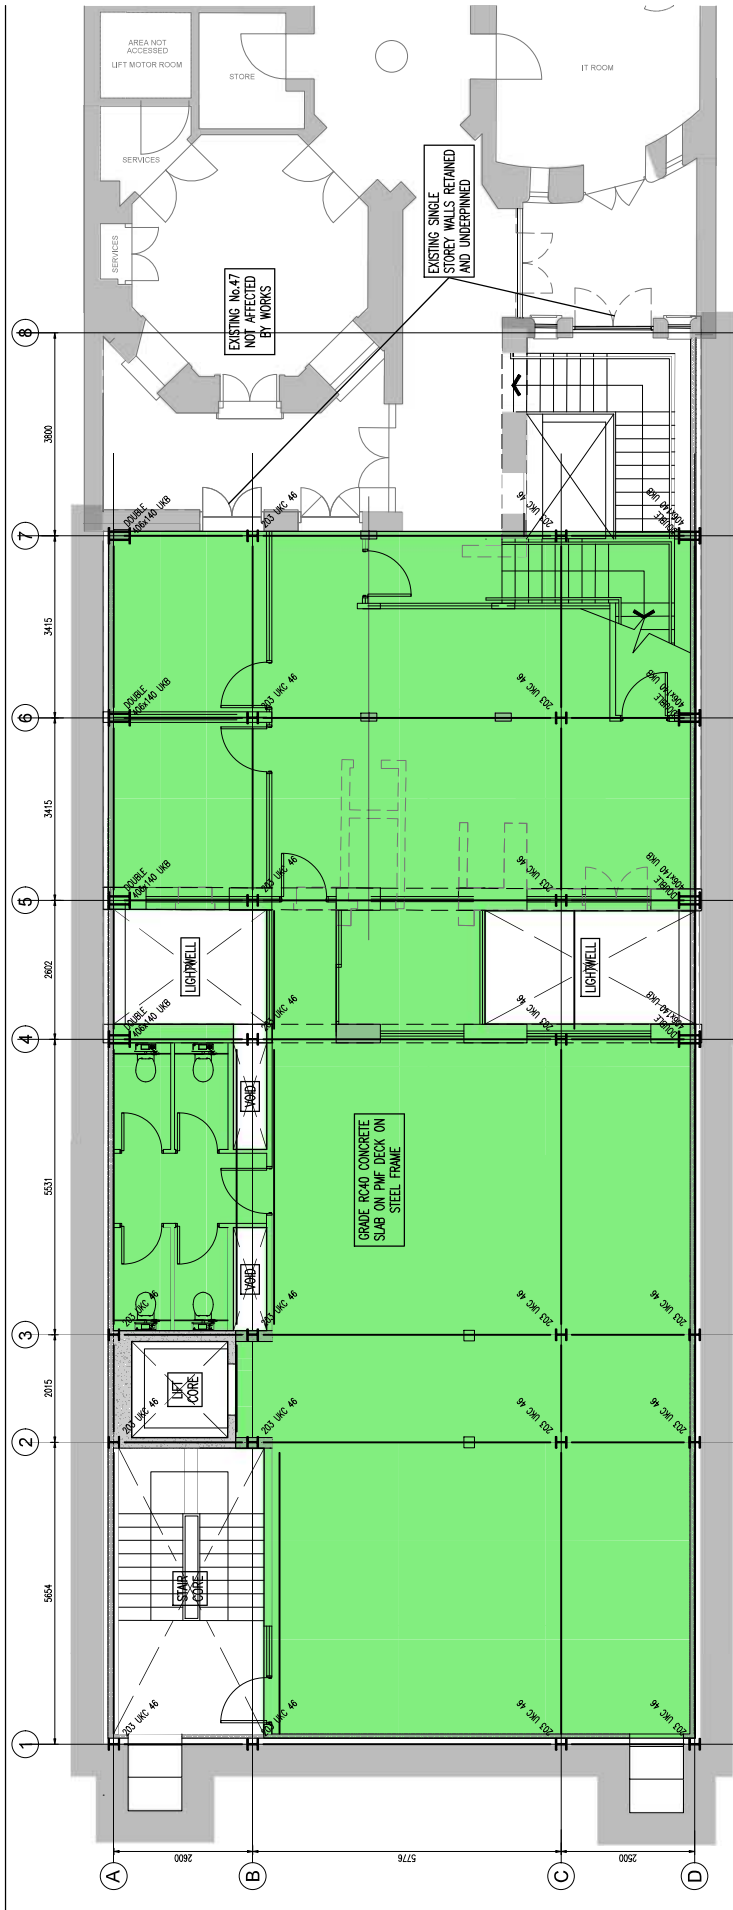 AREA NOT
ACCESSED
LIFT MOTOR ROOM
STORE
IT ROOM
SERVICES
SERVICES
EXISTING No.47
NOT AFFECTED
BY WORKS
EXISTING SINGLE
STOREY WALLS RETAINED
AND UNDERPINNED
8
3800
DOUBLE
406x140 UKB
203 UKC 46
203 UKC 46
DOUBLE
406x140 UKB
7
3415
DOUBLE
406x140 UKB
203 UKC 46
203 UKC 46
DOUBLE
406x140 UKB
6
3415
DOUBLE
406x140 UKB
203 UKC 46
203 UKC 46
DOUBLE
406x140 UKB
5
LIGHTWELL
LIGHTWELL
2602
DOUBLE
406x140 UKB
203 UKC 46
203 UKC 46
DOUBLE
406x140 UKB
4
VOID
GRADE RC40 CONCRETE
SLAB ON PMF DECK ON
STEEL FRAME
5531
VOID
203 UKC 46
203 UKC 46
203 UKC 46
203 UKC 46
3
LIFT
CORE
2015
203 UKC 46
203 UKC 46
203 UKC 46
203 UKC 46
2
STAIR
CORE
5654
203 UKC 46
203 UKC 46
203 UKC 46
203 UKC 46
1
2600
5776
2500
A
B
C
D